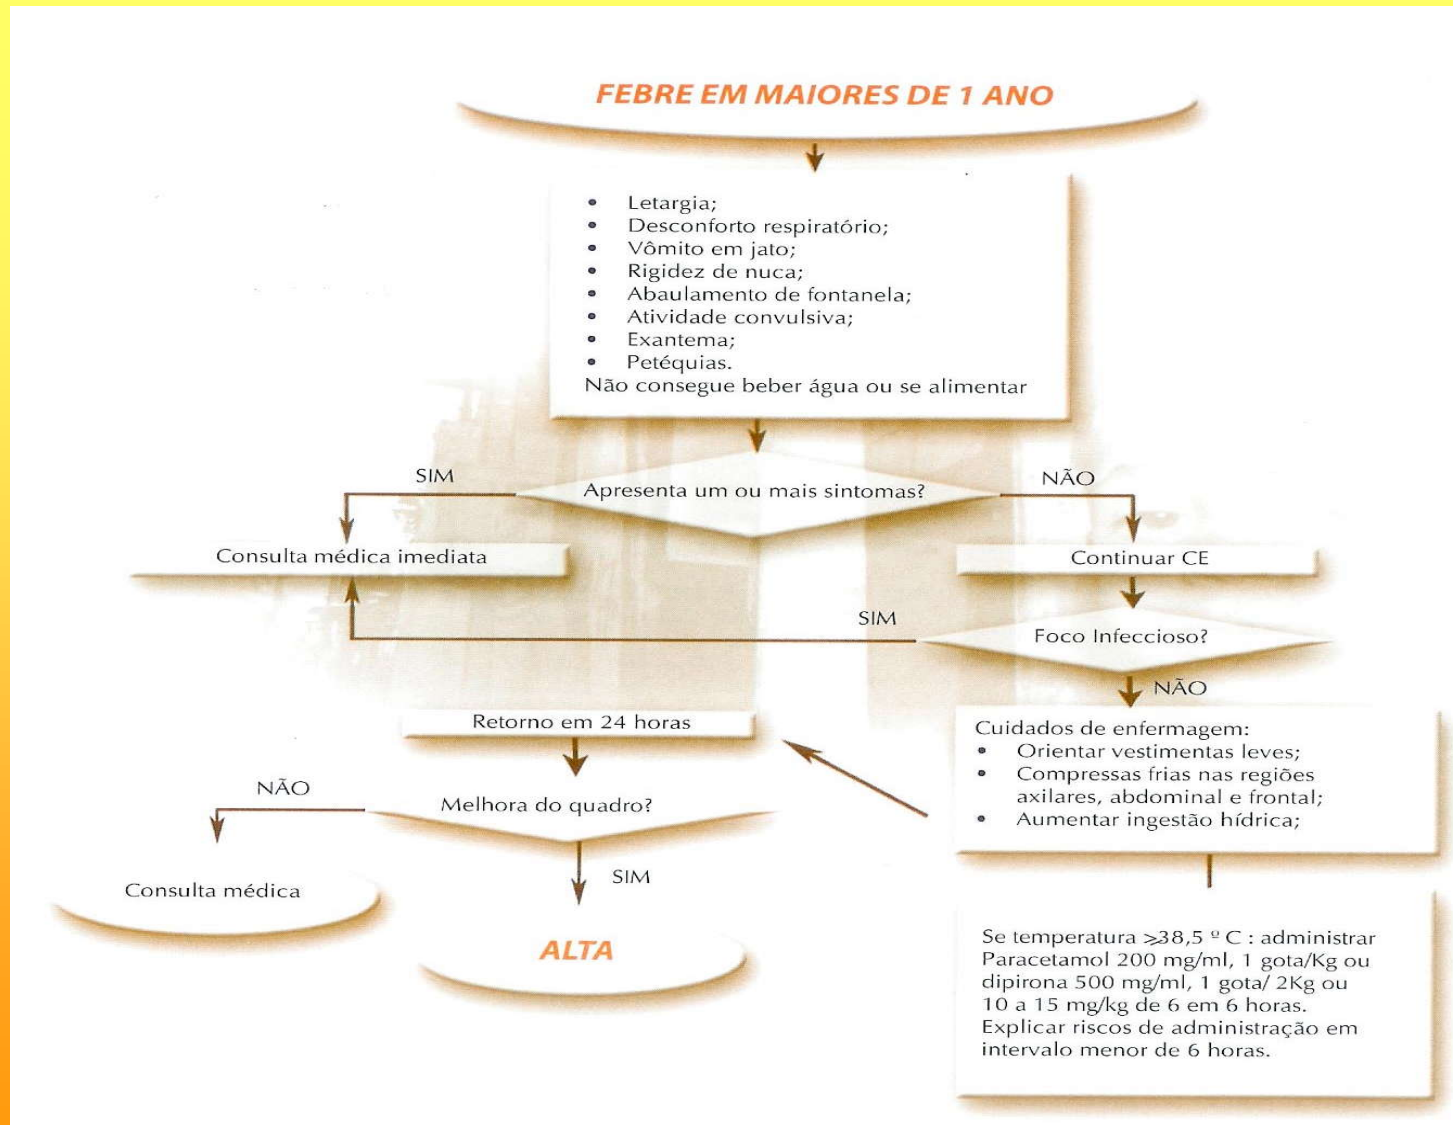 FEBRE EM MAIORES DE 1 ANO
• Letargia;
• Desconforto respiratório;
• Vômito em jato;
• Rigidez de nuca;
• Abaulamento de fontanela;
• Atividade convulsiva;
• Exantema;
• Petéquias.
Não consegue beber água ou se alimentar
SIM
Apresenta um ou mais sintomas?
NÃO
Consulta médica imediata
Continuar CE
SIM
Foco Infeccioso?
NÃO
Cuidados de enfermagem:
• Orientar vestimentas leves;
• Compressas frias nas regiões
axilares, abdominal e frontal;
• Aumentar ingestão hídrica;
Se temperatura ⩾38,5 º C : administrar
Paracetamol 200 mg/ml, 1 gota/Kg ou
dipirona 500 mg/ml, 1 gota/ 2Kg ou
10 a 15 mg/kg de 6 em 6 horas.
Explicar riscos de administração em
intervalo menor de 6 horas.
Retorno em 24 horas
NÃO
Melhora do quadro?
Consulta médica
SIM
ALTA